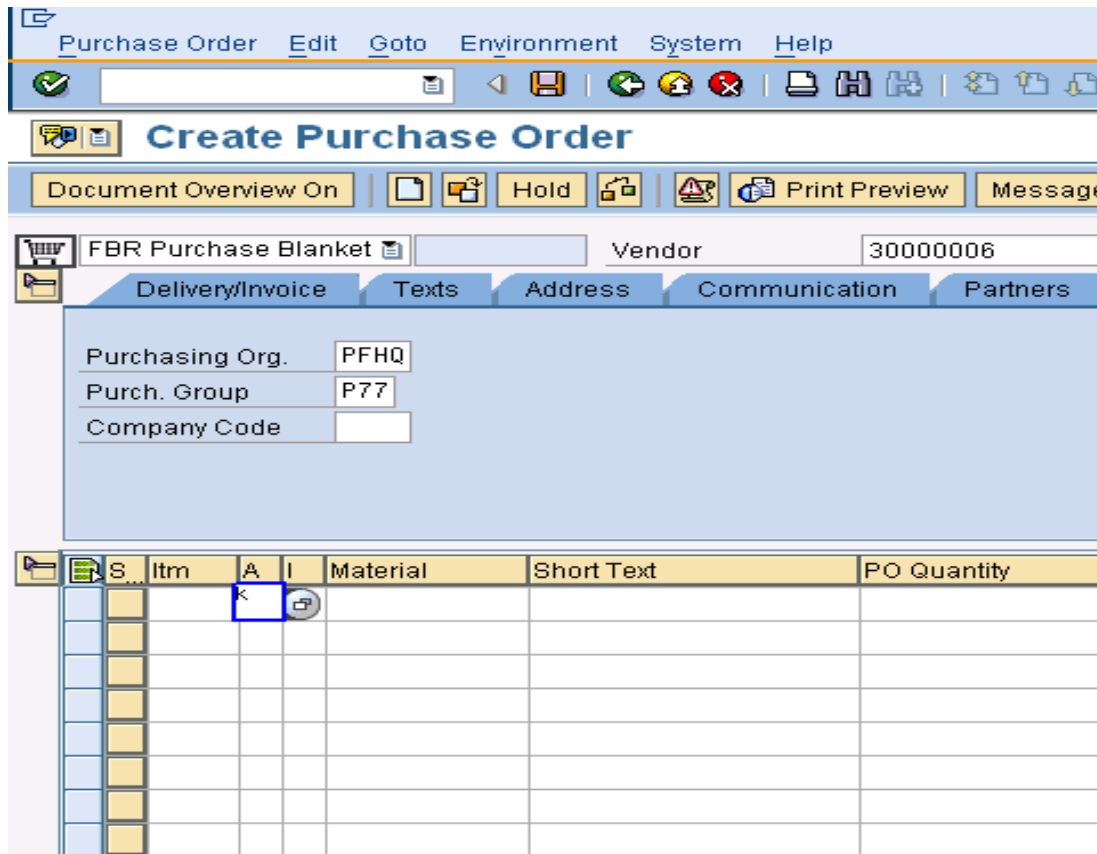 Purchase Order Edit Goto Environment System Help
Create Purchase Order
Document Overview On Hold Print Preview Message
FBR Purchase Blanket Vendor 30000006
Delivery/Invoice Texts Address Communication Partners
Purchasing Org. PFHQ
Purch. Group P77
Company Code
S... Itm A I Material Short Text PO Quantity
K